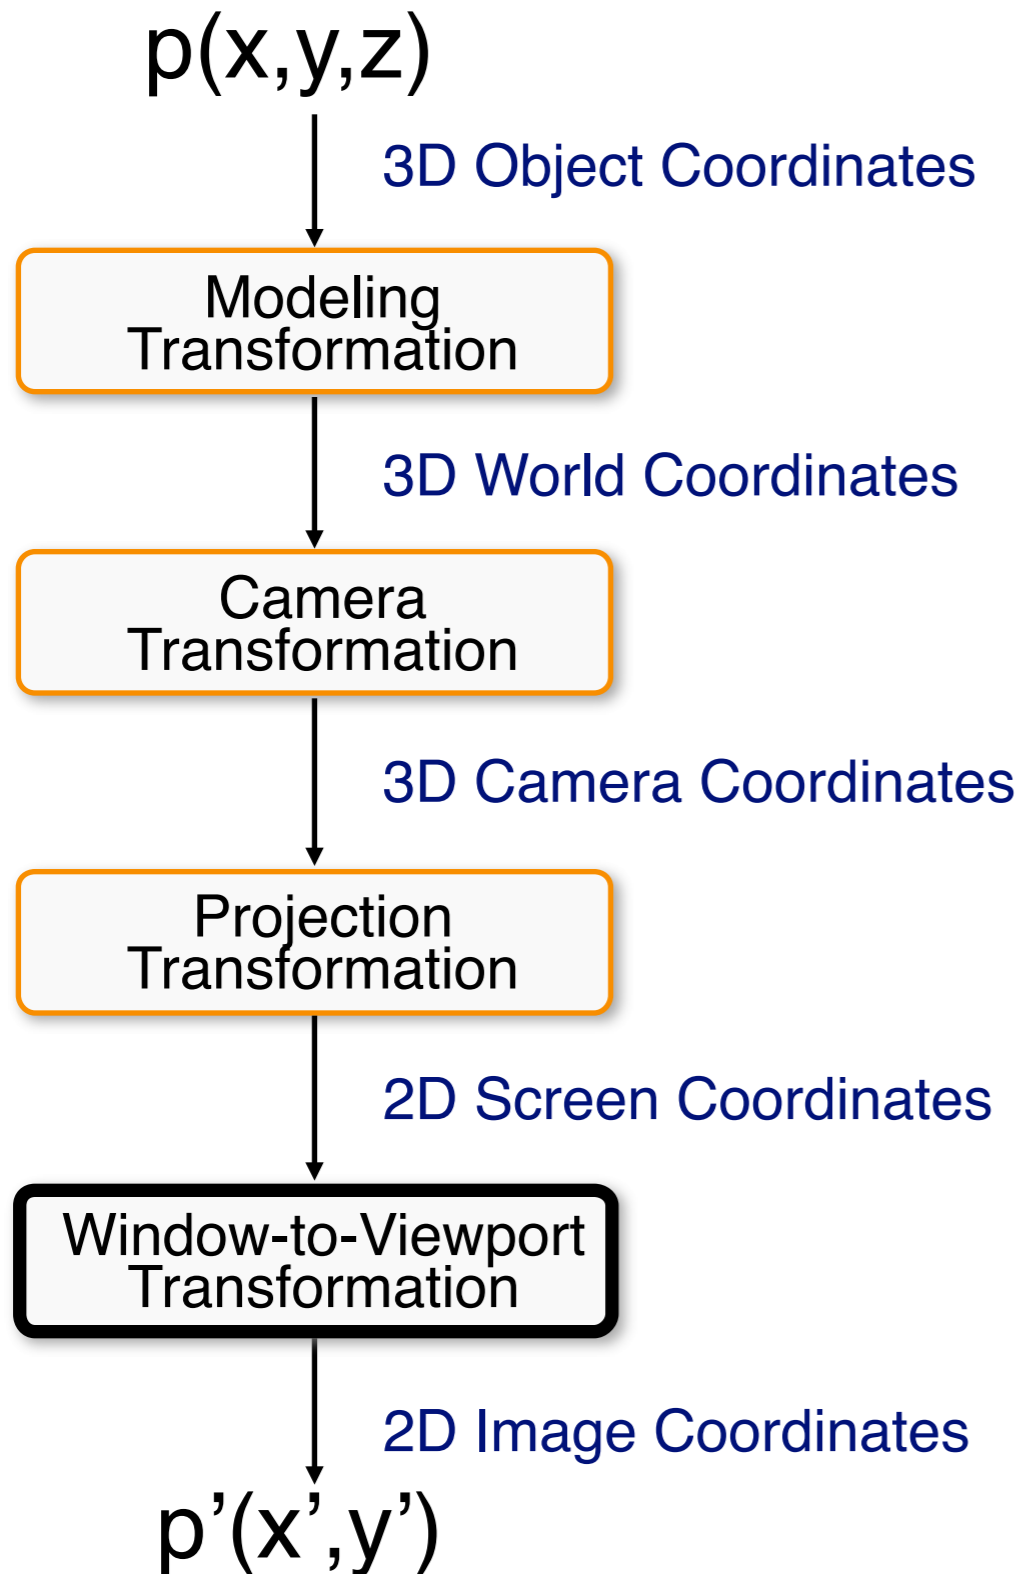 p(x,y,z)
3D Object Coordinates
Modeling
Transformation
3D World Coordinates
Camera
Transformation
3D Camera Coordinates
Projection
Transformation
2D Screen Coordinates
Window-to-Viewport
Transformation
2D Image Coordinates
p’(x’,y’)